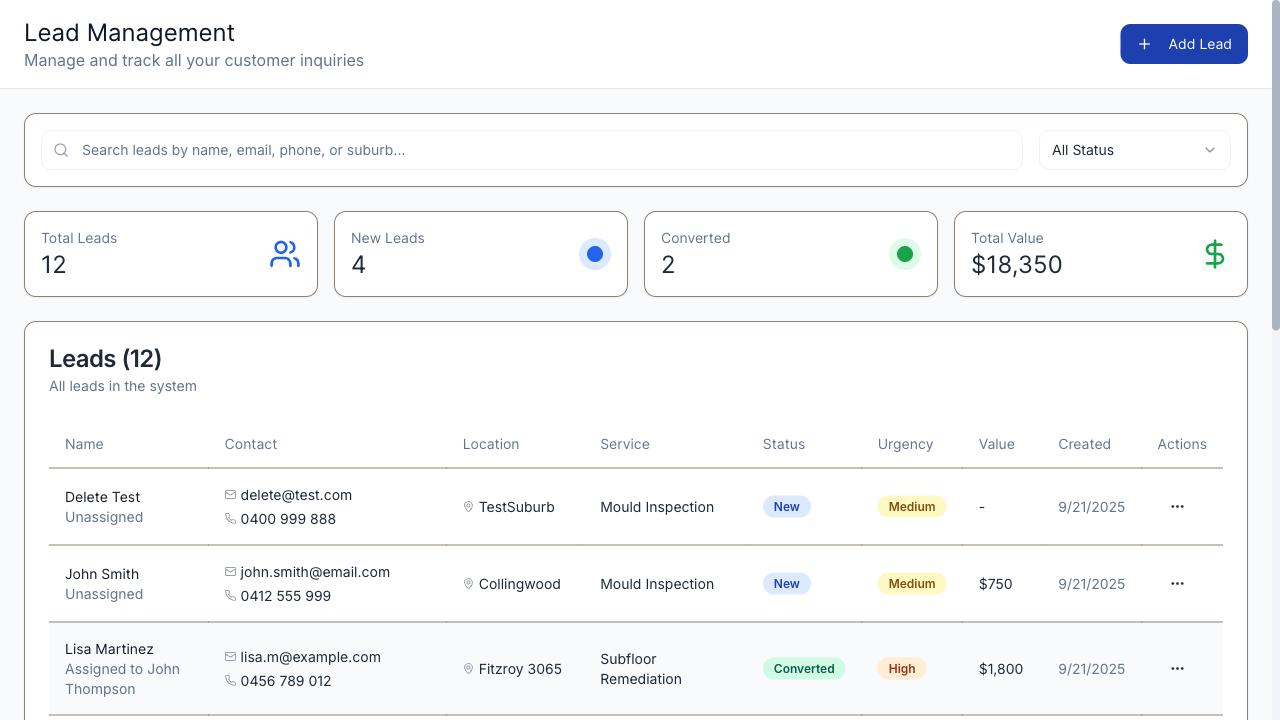 Lead Management
Manage and track all your customer inquiries
Add Lead
Search leads by name, email, phone, or suburb...
All Status
Total Leads
12
New Leads
4
Converted
2
Total Value
$18,350
Leads (12)
All leads in the system
Name Contact Location Service Status Urgency Value Created Actions
Delete Test
Unassigned
delete@test.com
0400 999 888
TestSuburb
Mould Inspection
New
Medium
-
9/21/2025
John Smith
Unassigned
john.smith@email.com
0412 555 999
Collingwood
Mould Inspection
New
Medium
$750
9/21/2025
Lisa Martinez
Assigned to John
Thompson
lisa.m@example.com
0456 789 012
Fitzroy 3065
Subfloor
Remediation
Converted
High
$1,800
9/21/2025